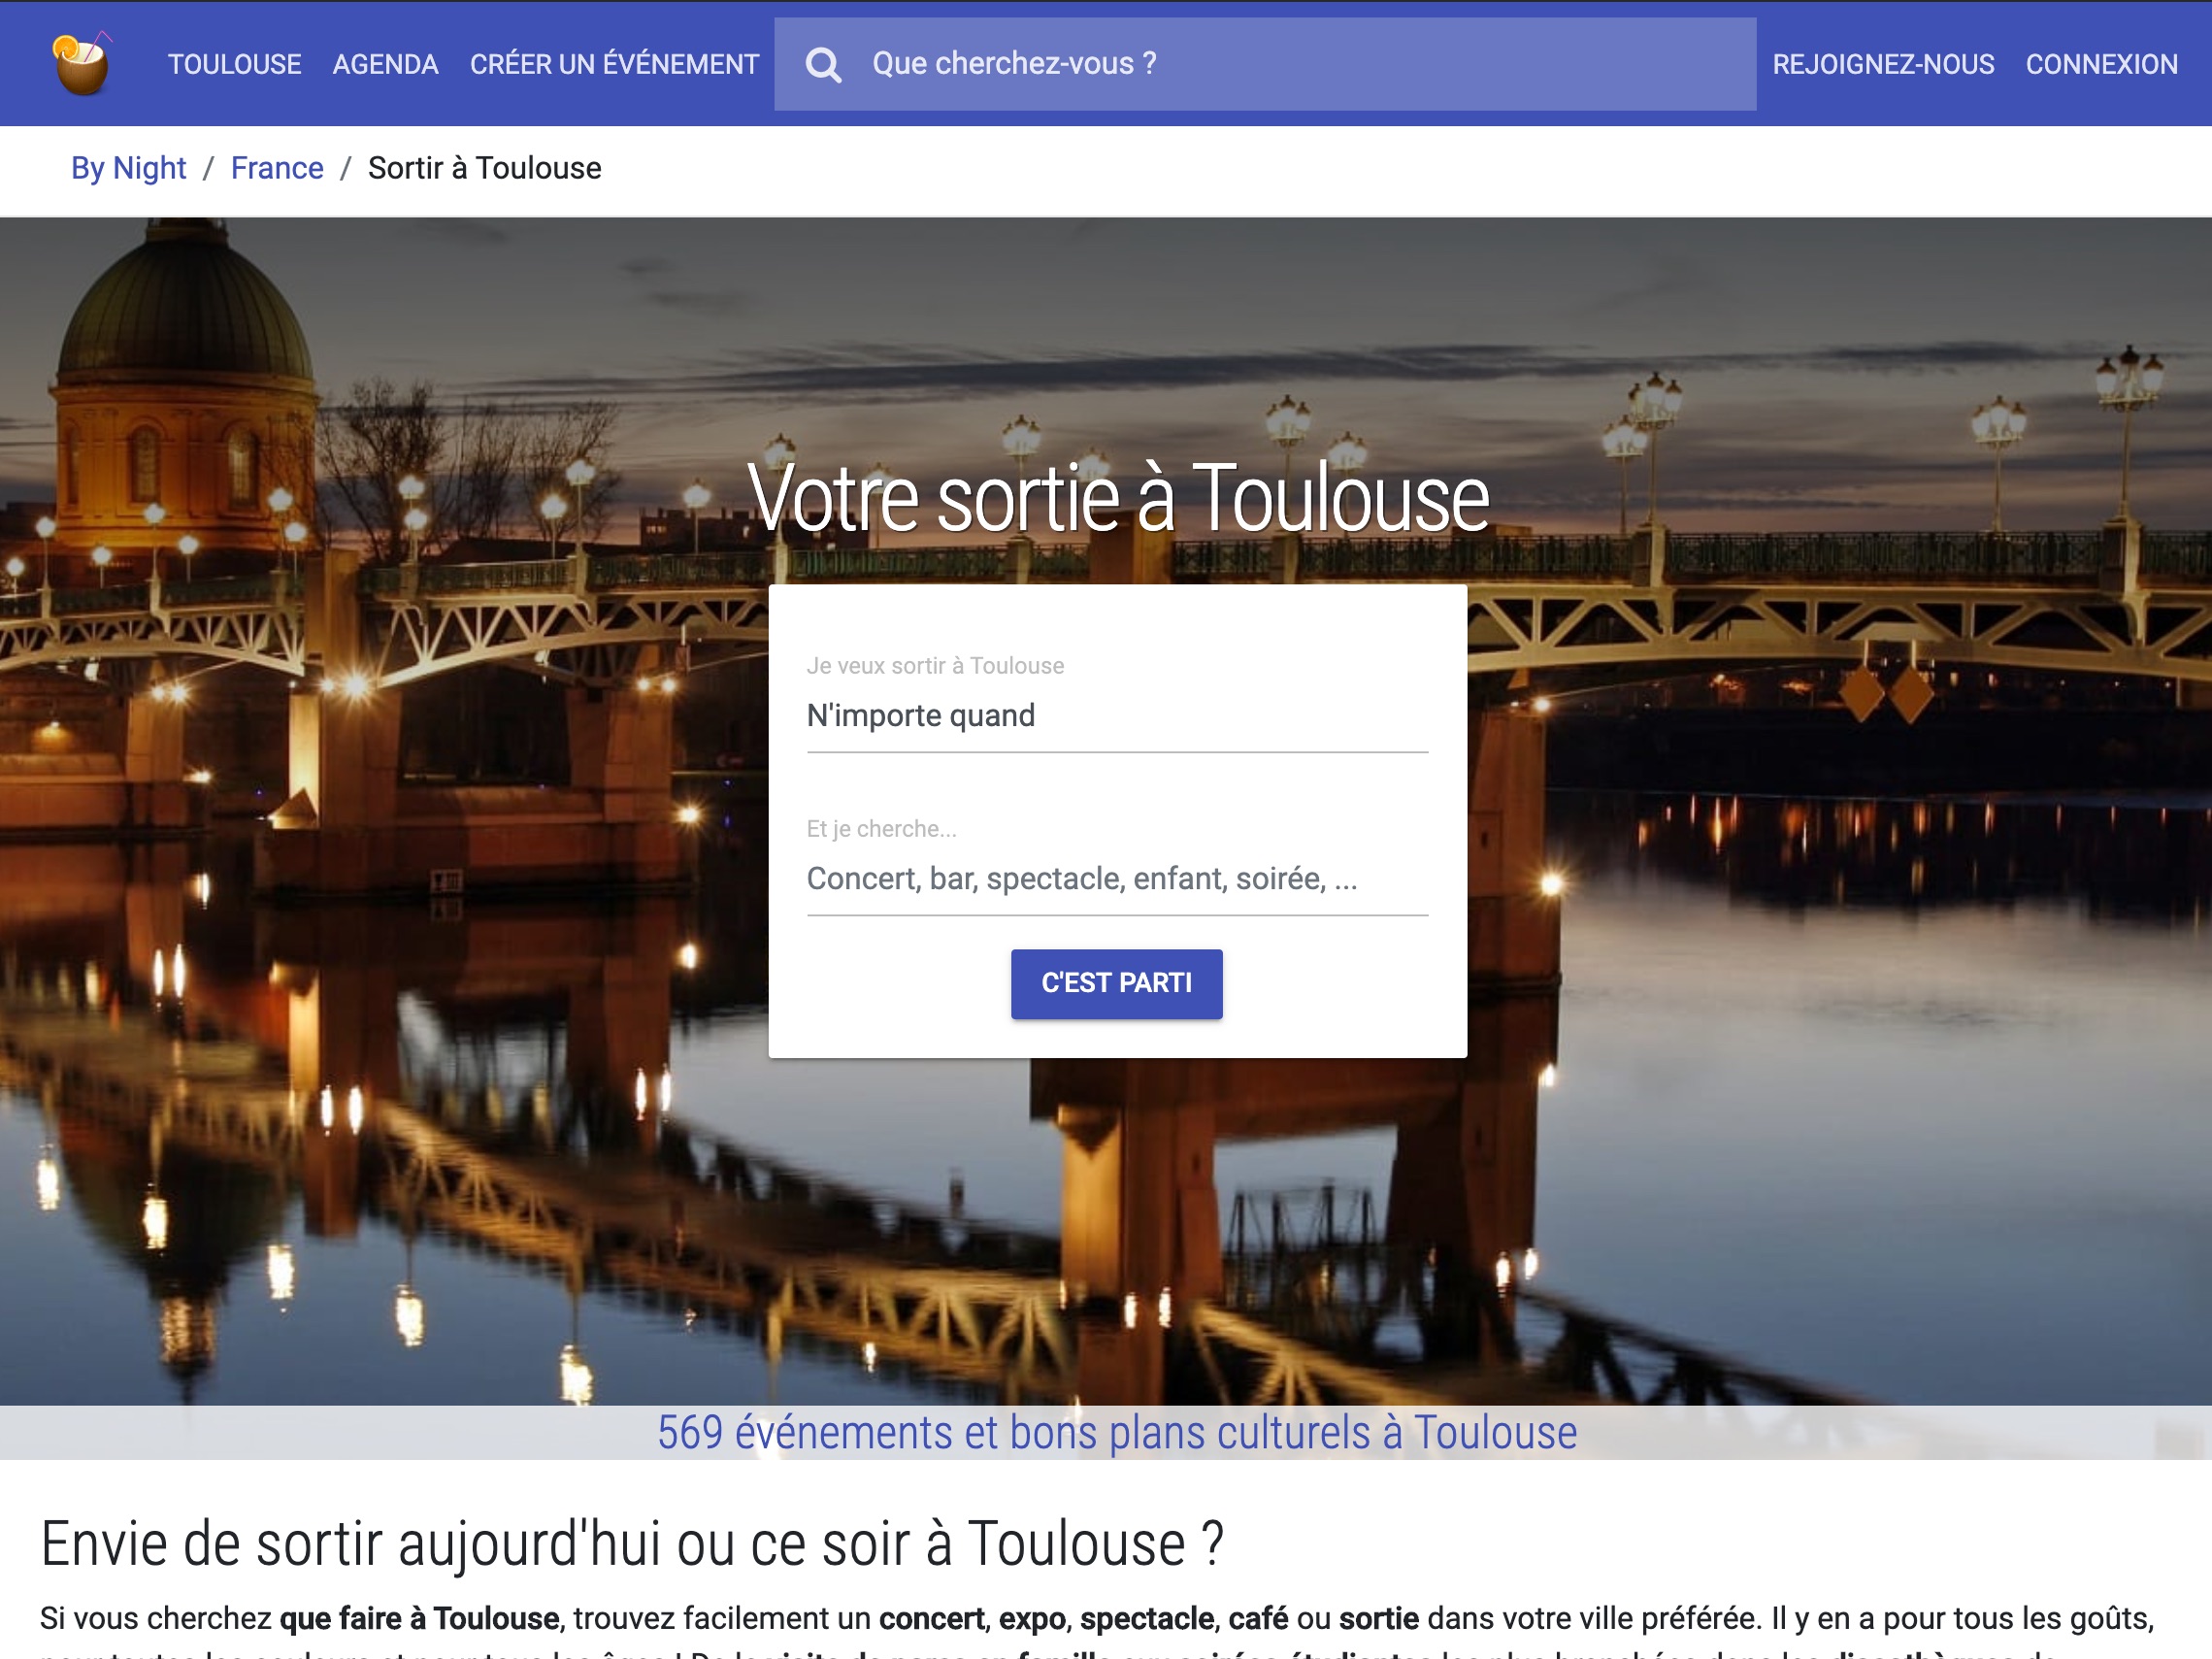 TOULOUSE AGENDA CRÉER UN ÉVÉNEMENT Que cherchez-vous ? REJOIGNEZ-NOUS CONNEXION
By Night / France / Sortir à Toulouse
Votre sortie à Toulouse
Je veux sortir à Toulouse
N'importe quand
Et je cherche...
Concert, bar, spectacle, enfant, soirée, ...
C'EST PARTI
569 événements et bons plans culturels à Toulouse
Envie de sortir aujourd'hui ou ce soir à Toulouse ?
Si vous cherchez que faire à Toulouse, trouvez facilement un concert, expo, spectacle, café ou sortie dans votre ville préférée. Il y en a pour tous les goûts,